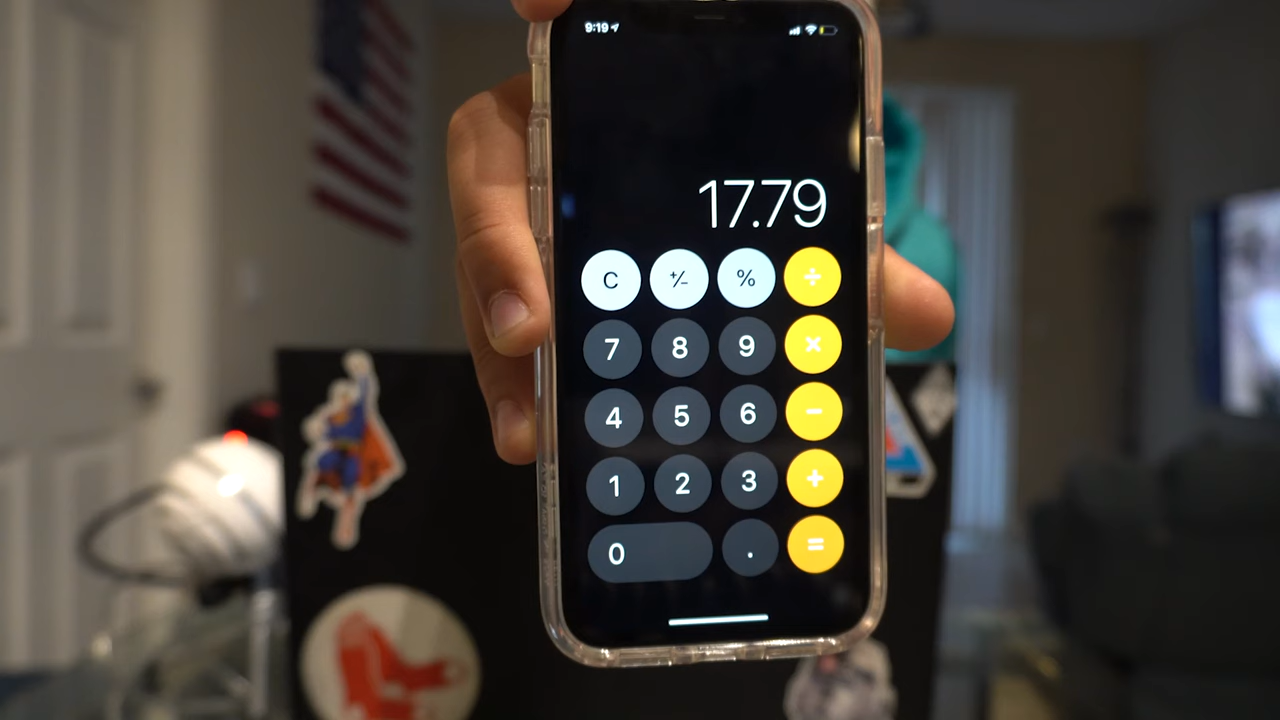 9:19
17.79
C +/- % ÷
7 8 9 ×
4 5 6 −
1 2 3 +
0 . =